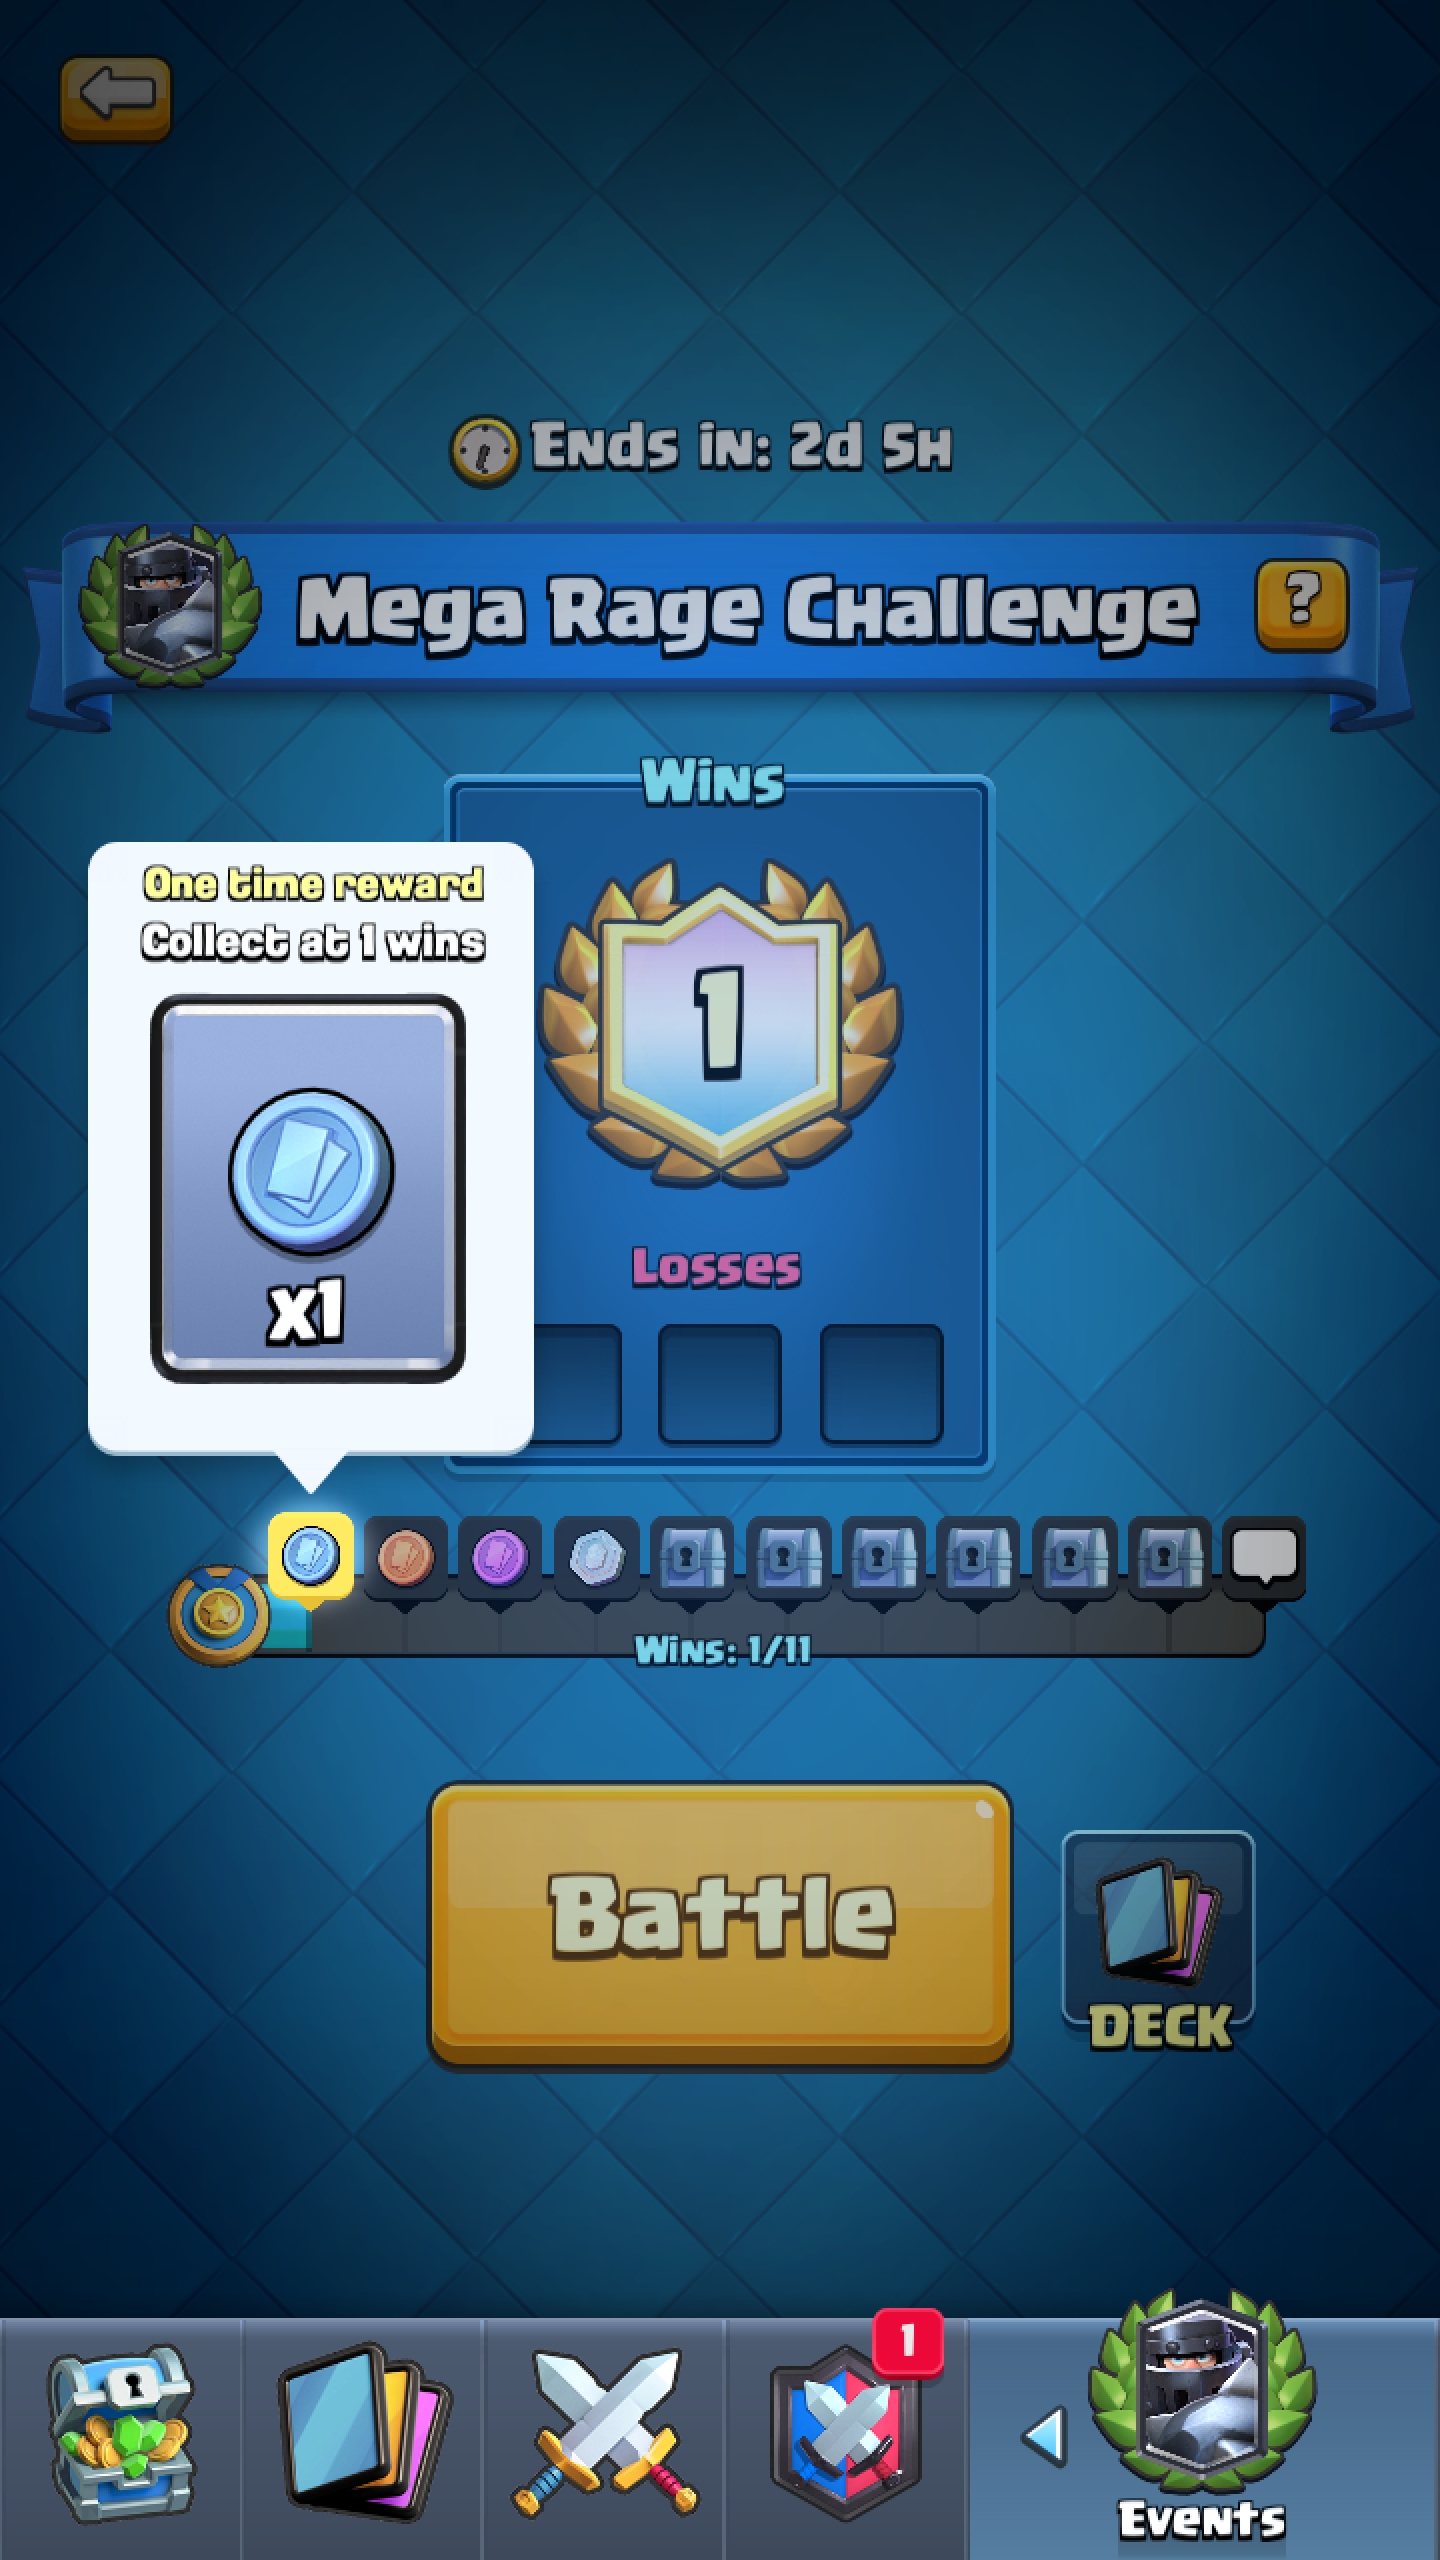 Ends in: 2d 5h
Mega Rage Challenge
?
Wins
One time reward
Collect at 1 wins
1
x1
Losses
Wins: 1/11
Battle
DECK
1
Events